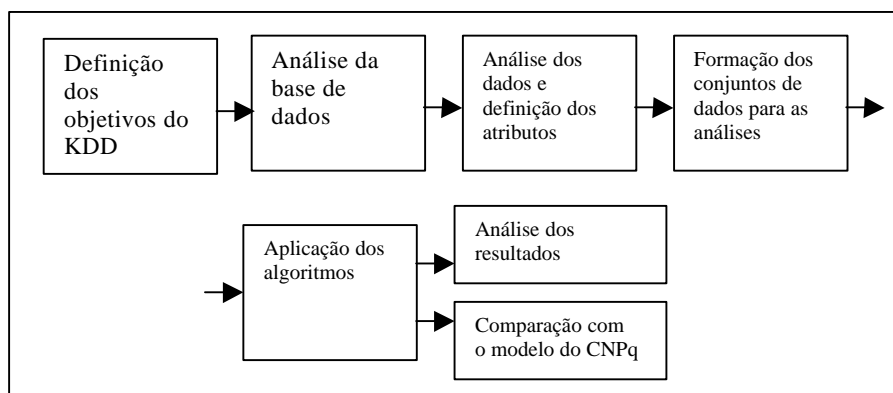 Definição
dos
objetivos do
KDD
Análise da
base de
dados
Análise dos
dados e
definição dos
atributos
Formação dos
conjuntos de
dados para as
análises
Aplicação dos
algoritmos
Análise dos
resultados
Comparação com
o modelo do CNPq